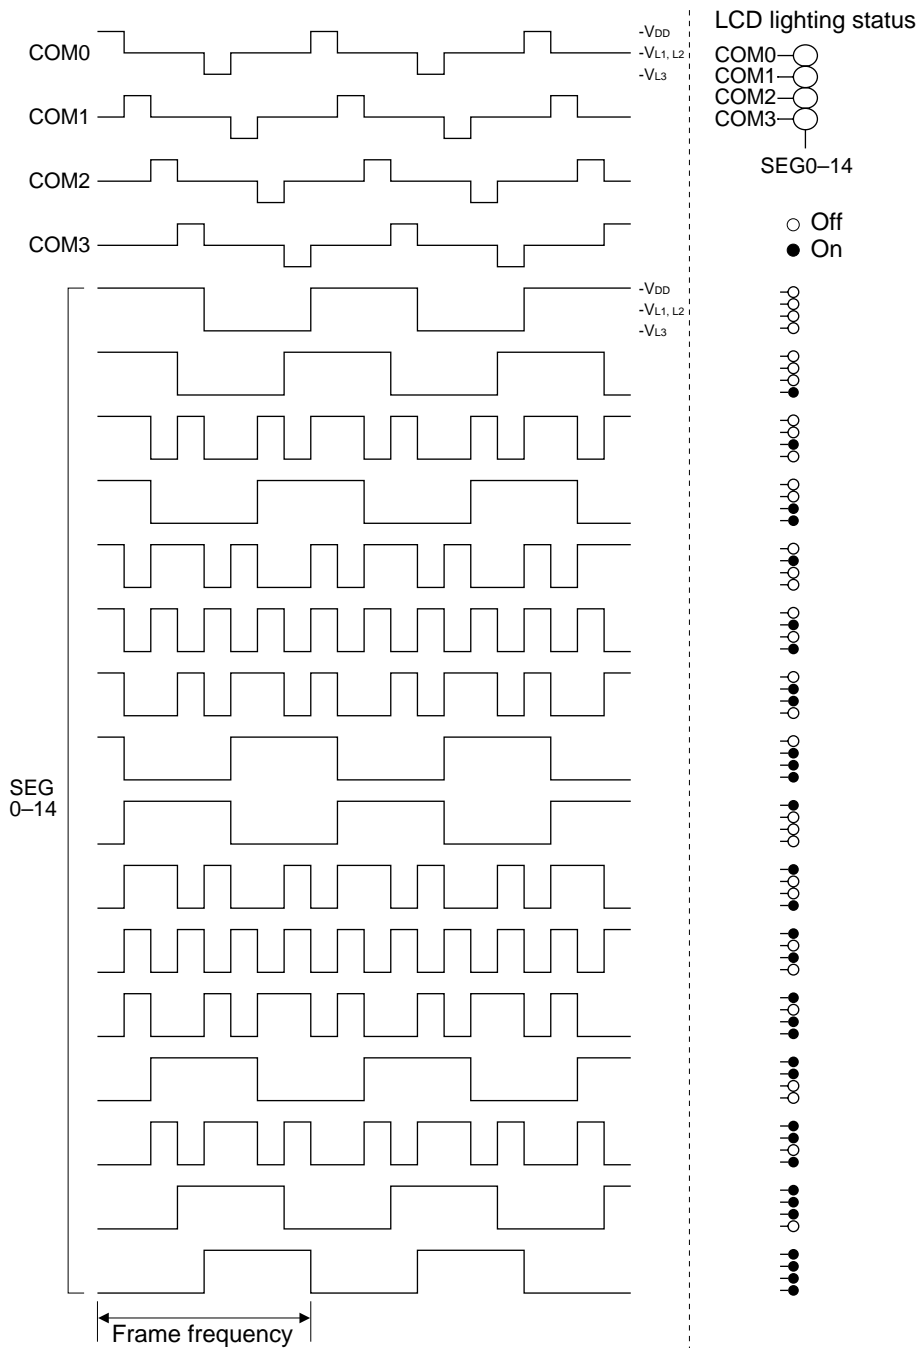 LCD lighting status
COM0
-VDD
-VL1, L2
-VL3
COM0
COM1
COM2
COM3
SEG0–14
COM1
COM2
COM3
Off
On
-VDD
-VL1, L2
-VL3
SEG
0–14
Frame frequency